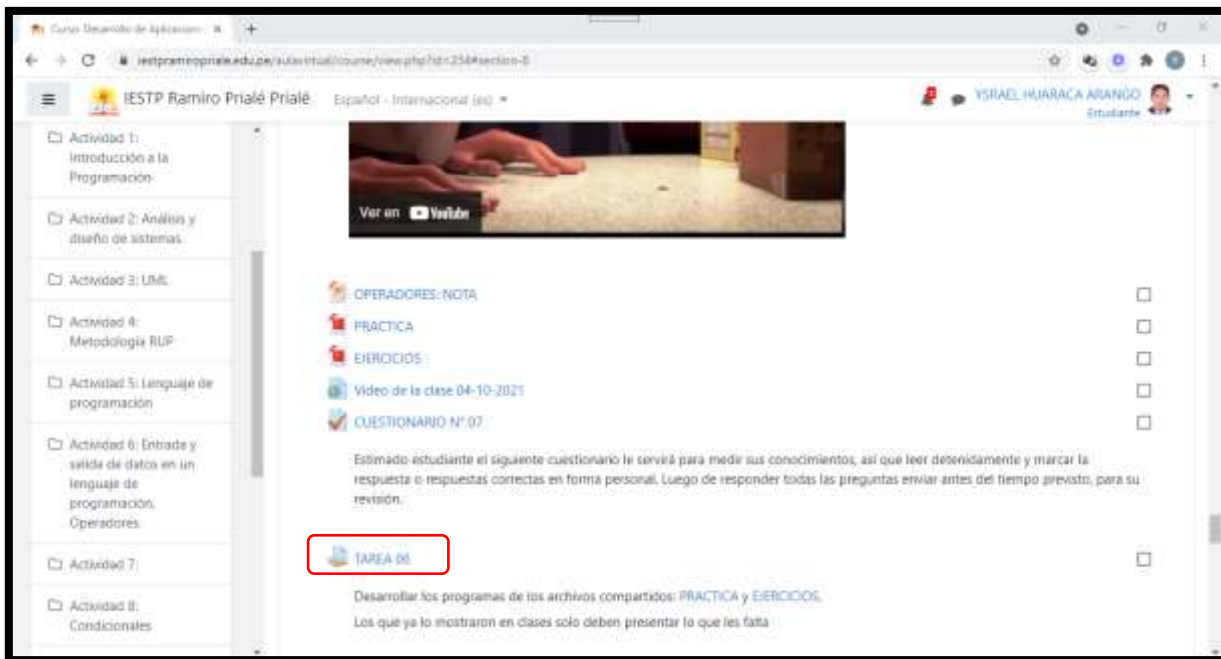 Curso: Desarrollo de Aplicacion
iestpramiropriale.edu.pe/aulavirtual/course/view.php?id=234#section-6
IESTP Ramiro Prialé Prialé
Español - Internacional (es)
YSRAEL HUARACA ARANGO
Estudiante
Actividad 1:
Introducción a la
Programación
Actividad 2: Análisis y
diseño de sistemas.
Actividad 3: UML
Actividad 4:
Metodología RUP
Actividad 5: Lenguaje de
programación
Actividad 6: Entrada y
salida de datos en un
lenguaje de
programación.
Operadores.
Actividad 7:
Actividad 8:
Condicionales
Ver en YouTube
OPERADORES: NOTA
PRACTICA
EJERCICIOS
Video de la clase 04-10-2021
CUESTIONARIO N° 07
Estimado estudiante el siguiente cuestionario le servirá para medir sus conocimientos, así que leer detenidamente y marcar la
respuesta o respuestas correctas en forma personal. Luego de responder todas las preguntas enviar antes del tiempo previsto, para su
revisión.
TAREA 06
Desarrollar los programas de los archivos compartidos: PRACTICA y EJERCICIOS.
Los que ya lo mostraron en clases solo deben presentar lo que les falta